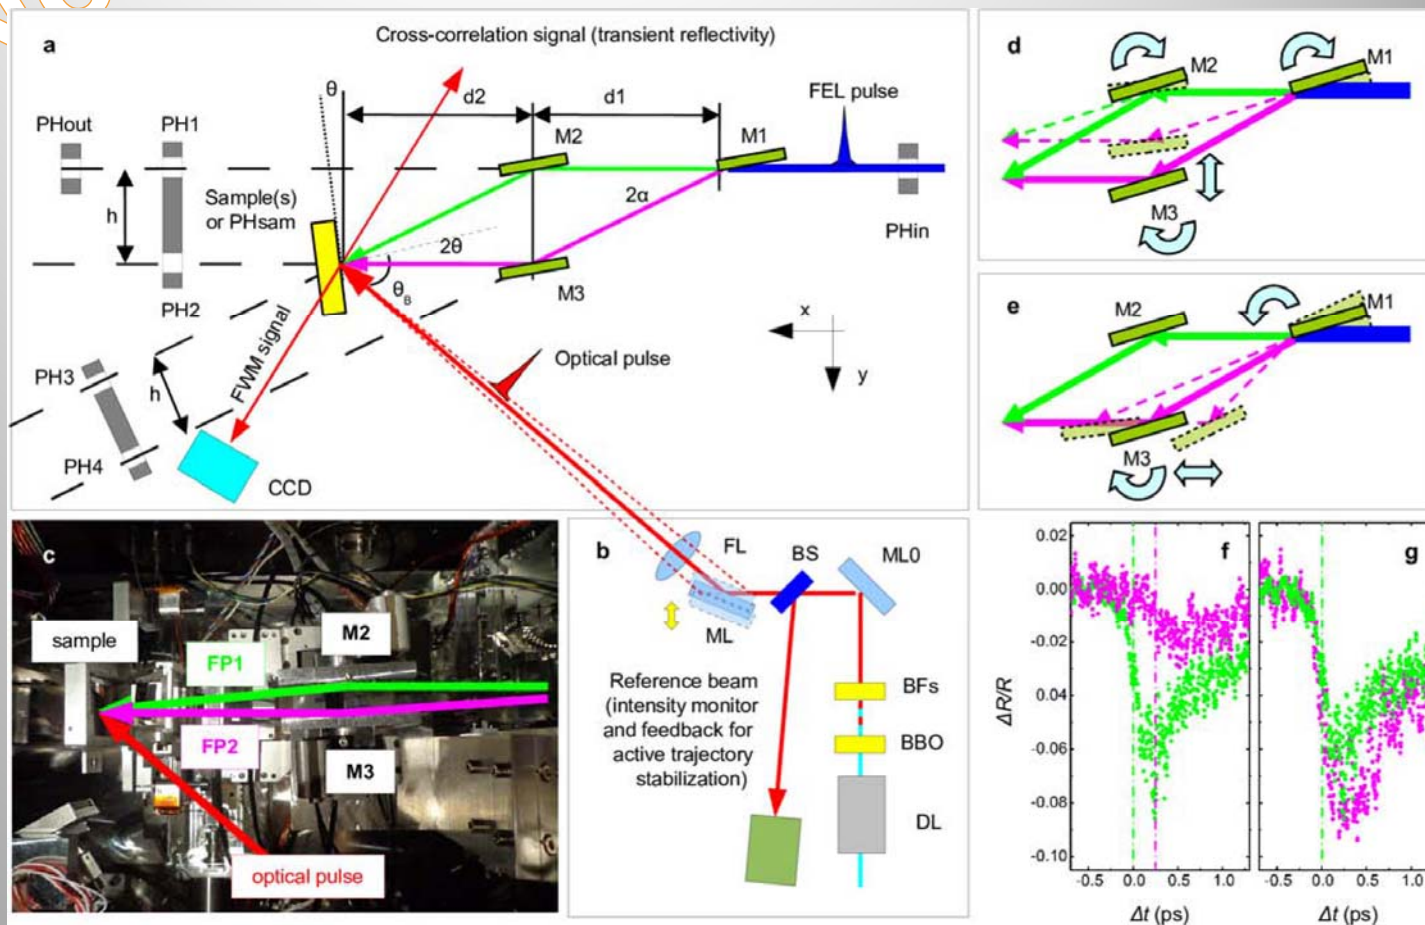 a
Cross-correlation signal (transient reflectivity)
θ
d2
d1
FEL pulse
PHout
PH1
M2
M1
h
Sample(s)
or PHsam
2α
2θ
PHin
θB
M3
PH2
FWM signal
x
y
Optical pulse
PH3
h
PH4
CCD
d
M2
M1
M3
e
M2
M1
M3
c
M2
sample
FP1
FP2
M3
optical pulse
b
FL
BS
ML0
ML
Reference beam
(intensity monitor
and feedback for
active trajectory
stabilization)
BFs
BBO
DL
f
g
0.02
0.00
-0.02
0.04
-0.06
-0.08
-0.10
ΔR/R
-0.5 0.0 0.5 1.0
-0.5 0.0 0.5 1.0
Δt (ps)
Δt (ps)